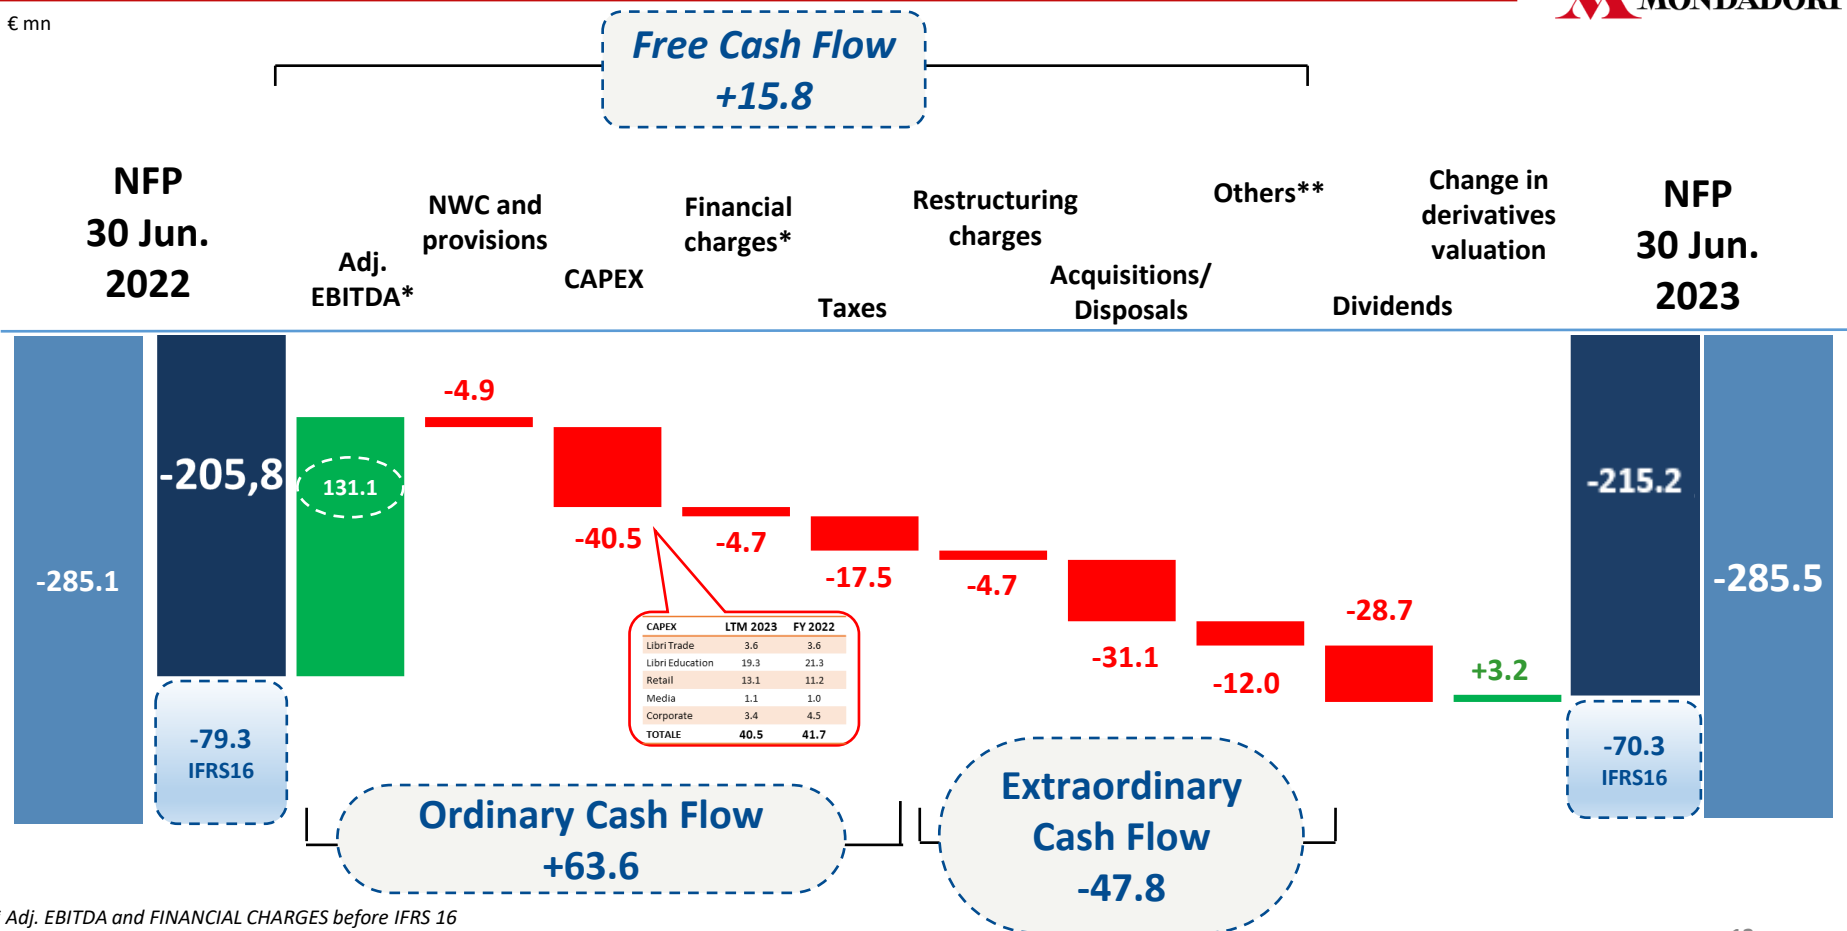 MONDADORI
€ mn
Free Cash Flow
+15.8
NFP
30 Jun.
2022
Adj.
EBITDA*
NWC and
provisions
CAPEX
Financial
charges*
Taxes
Restructuring
charges
Acquisitions/
Disposals
Others**
Dividends
Change in
derivatives
valuation
NFP
30 Jun.
2023
-285.1
-205,8
-79.3
IFRS16
131.1
-4.9
-40.5
-4.7
-17.5
-4.7
-31.1
-12.0
-28.7
+3.2
-215.2
-70.3
IFRS16
-285.5
CAPEX LTM 2023 FY 2022
Libri Trade 3.6 3.6
Libri Education 19.3 21.3
Retail 13.1 11.2
Media 1.1 1.0
Corporate 3.4 4.5
TOTALE 40.5 41.7
Ordinary Cash Flow
+63.6
Extraordinary
Cash Flow
-47.8
* Adj. EBITDA and FINANCIAL CHARGES before IFRS 16